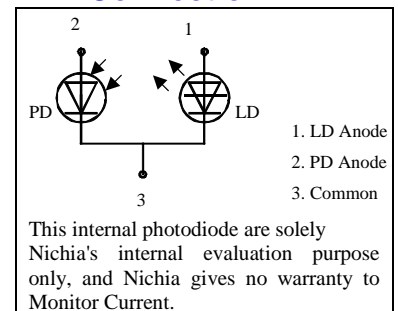 2
1
PD
LD
1. LD Anode
2. PD Anode
3. Common
3
This internal photodiode are solely
Nichia's internal evaluation purpose
only, and Nichia gives no warranty to
Monitor Current.